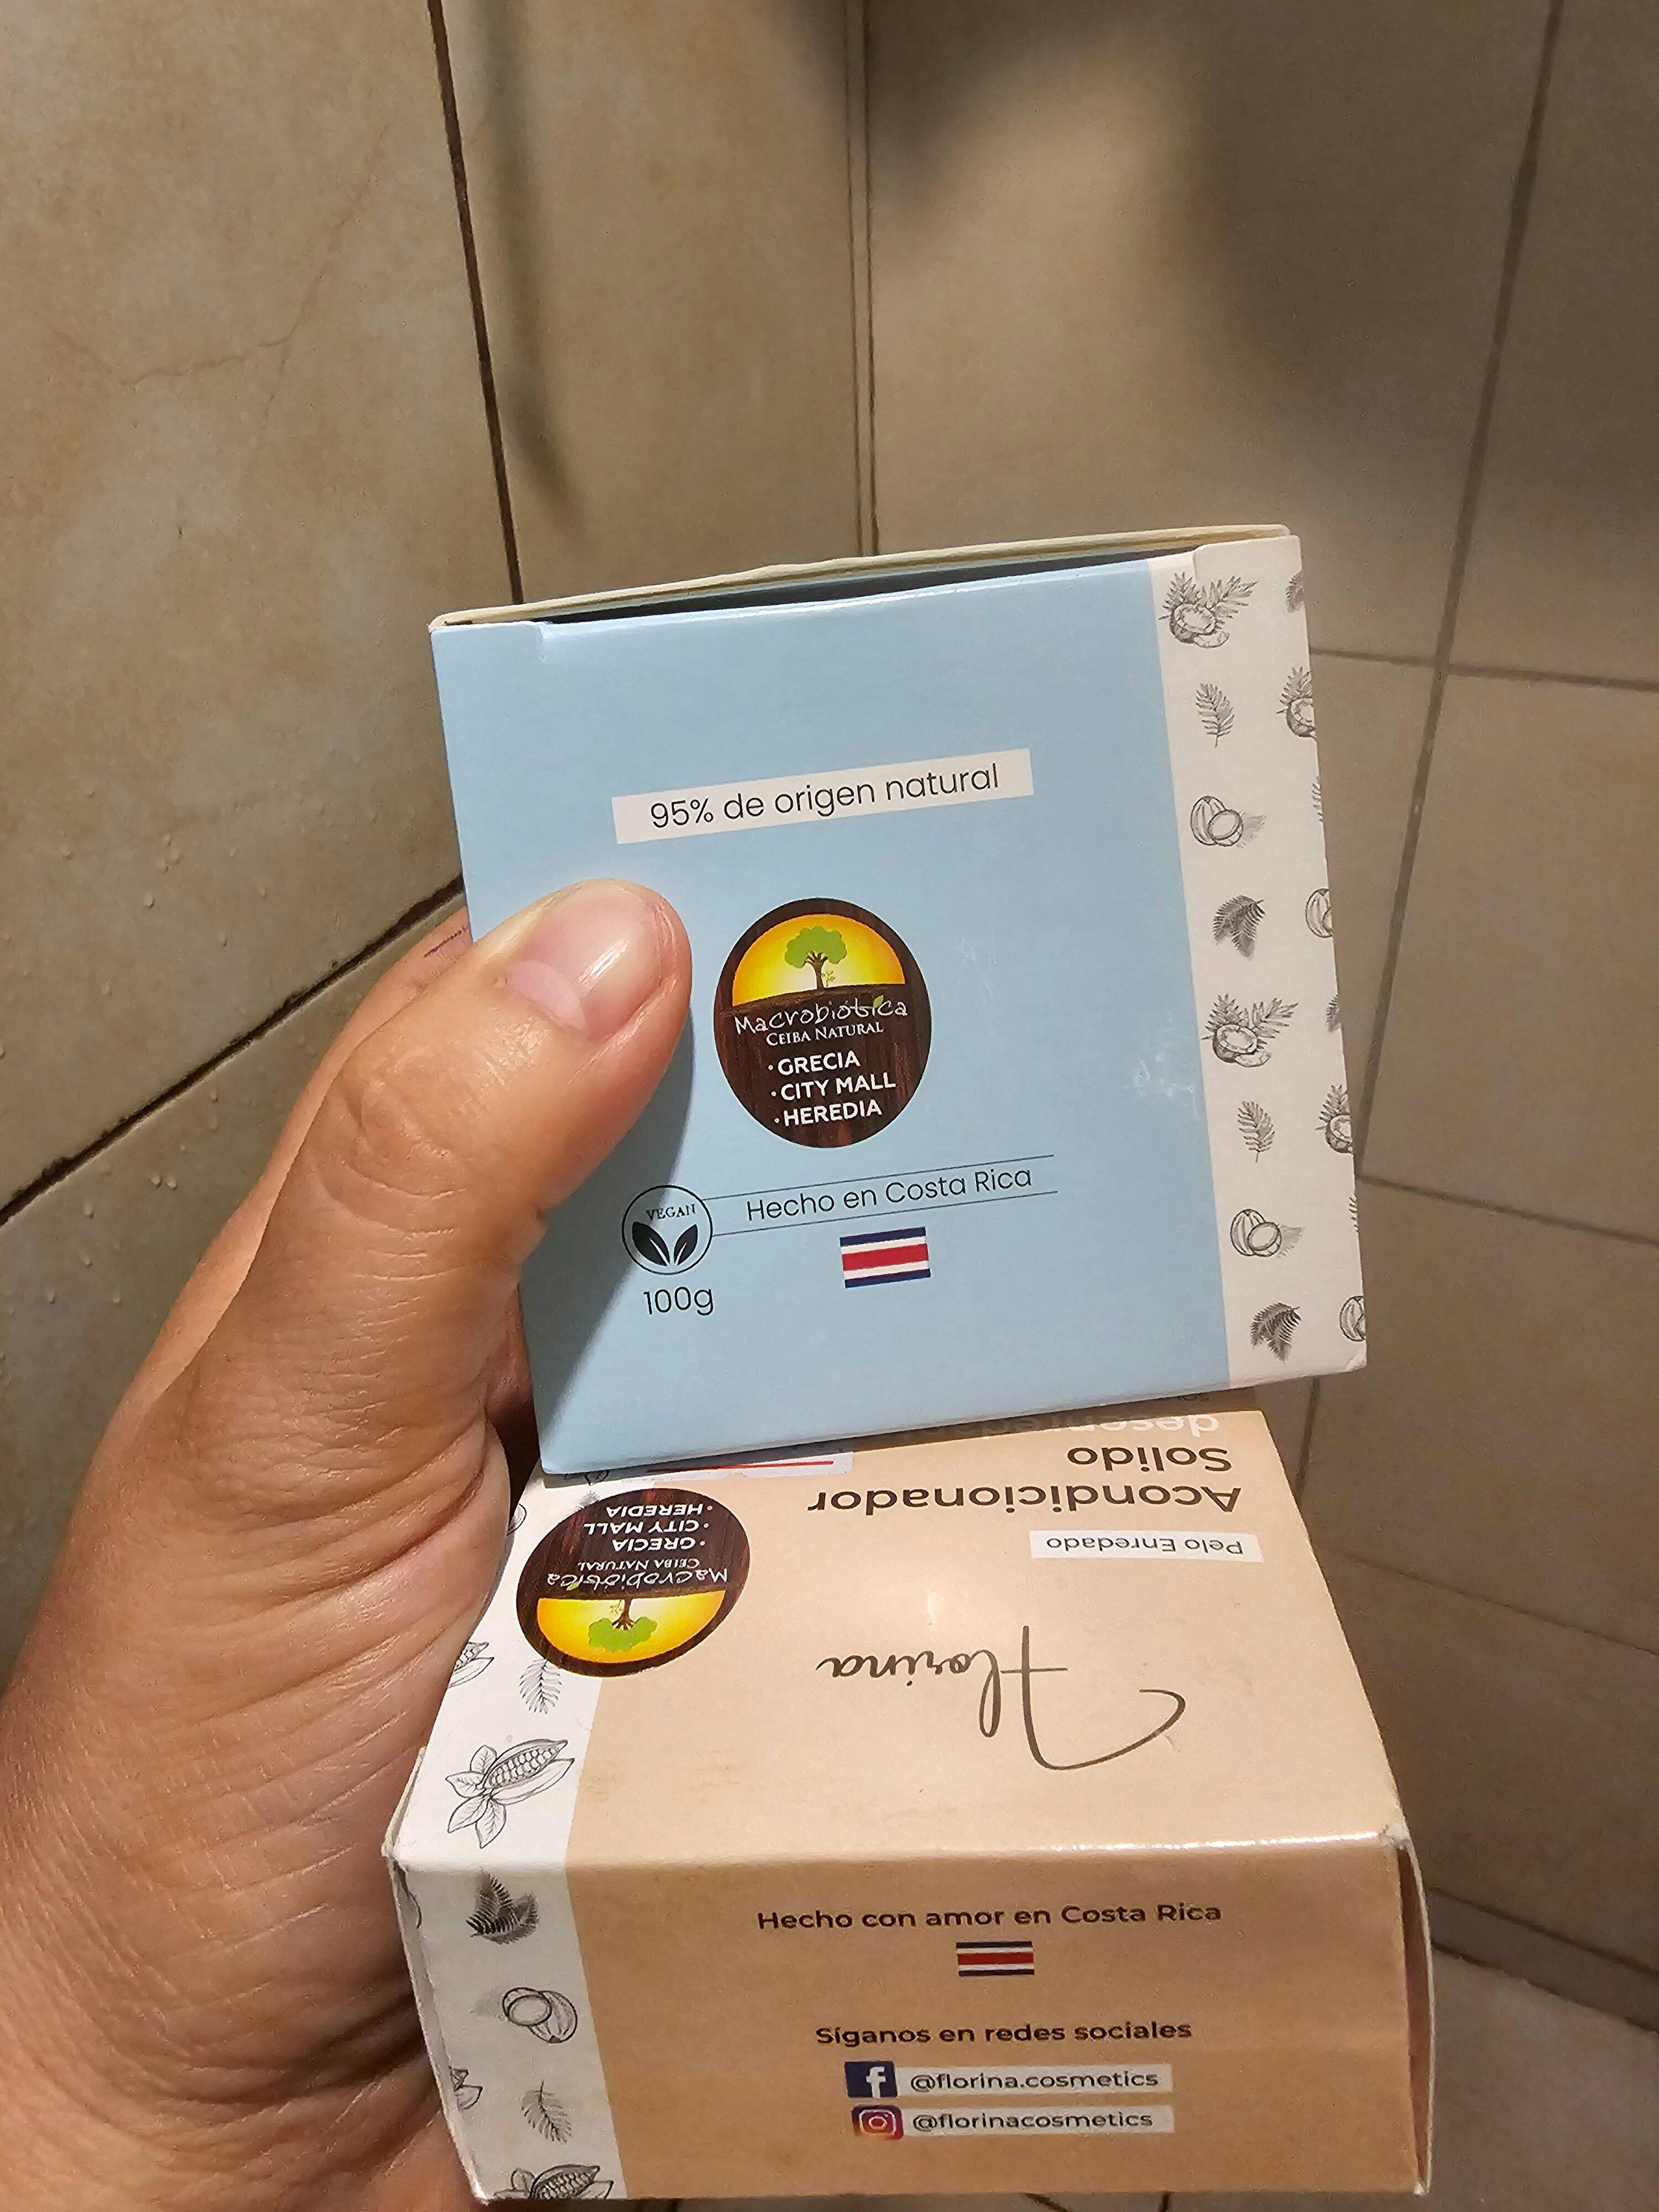 95% de origen natural
Macrobiótica
CEIBA NATURAL
· GRECIA
· CITY MALL
· HEREDIA
VEGAN
Hecho en Costa Rica
100g
Florina
Pelo Enredado
Acondicionador
Solido
Macrobiótica
CEIBA NATURAL
· GRECIA
· CITY MALL
· HEREDIA
Hecho con amor en Costa Rica
Síganos en redes sociales
f @florina.cosmetics
@florinacosmetics